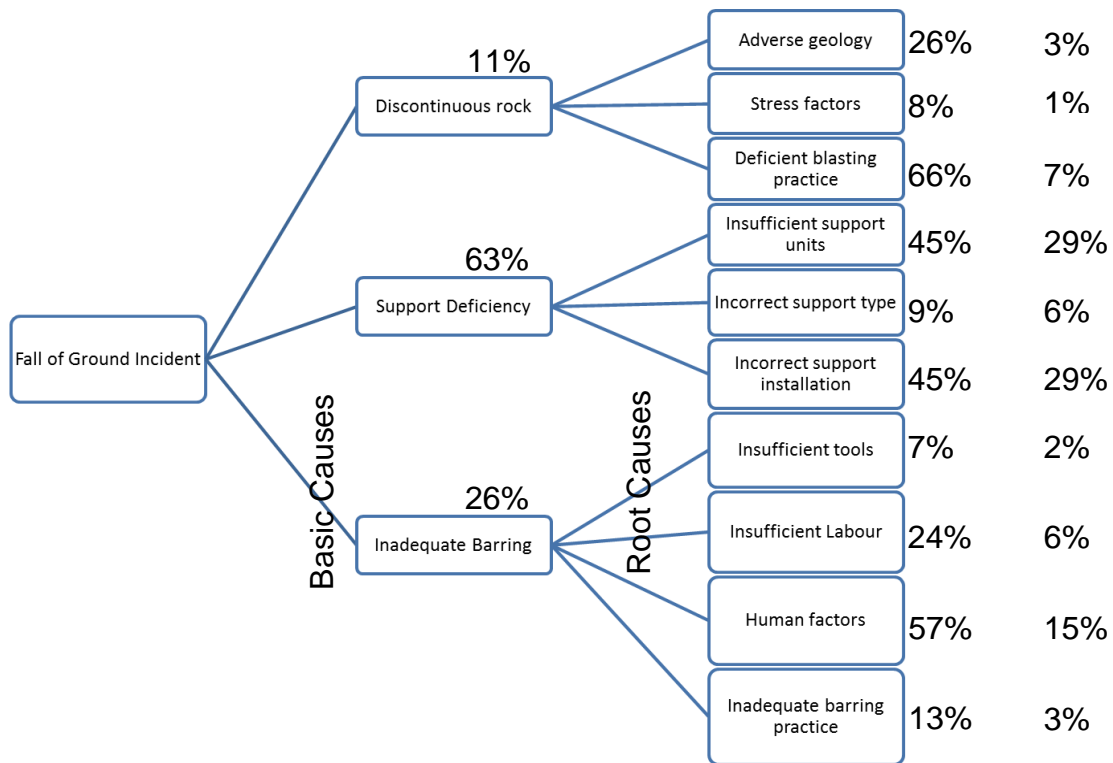 Fall of Ground Incident
Basic Causes
11%
Discontinuous rock
63%
Support Deficiency
26%
Inadequate Barring
Root Causes
Adverse geology 26% 3%
Stress factors 8% 1%
Deficient blasting
practice 66% 7%
Insufficient support
units 45% 29%
Incorrect support type 9% 6%
Incorrect support
installation 45% 29%
Insufficient tools 7% 2%
Insufficient Labour 24% 6%
Human factors 57% 15%
Inadequate barring
practice 13% 3%